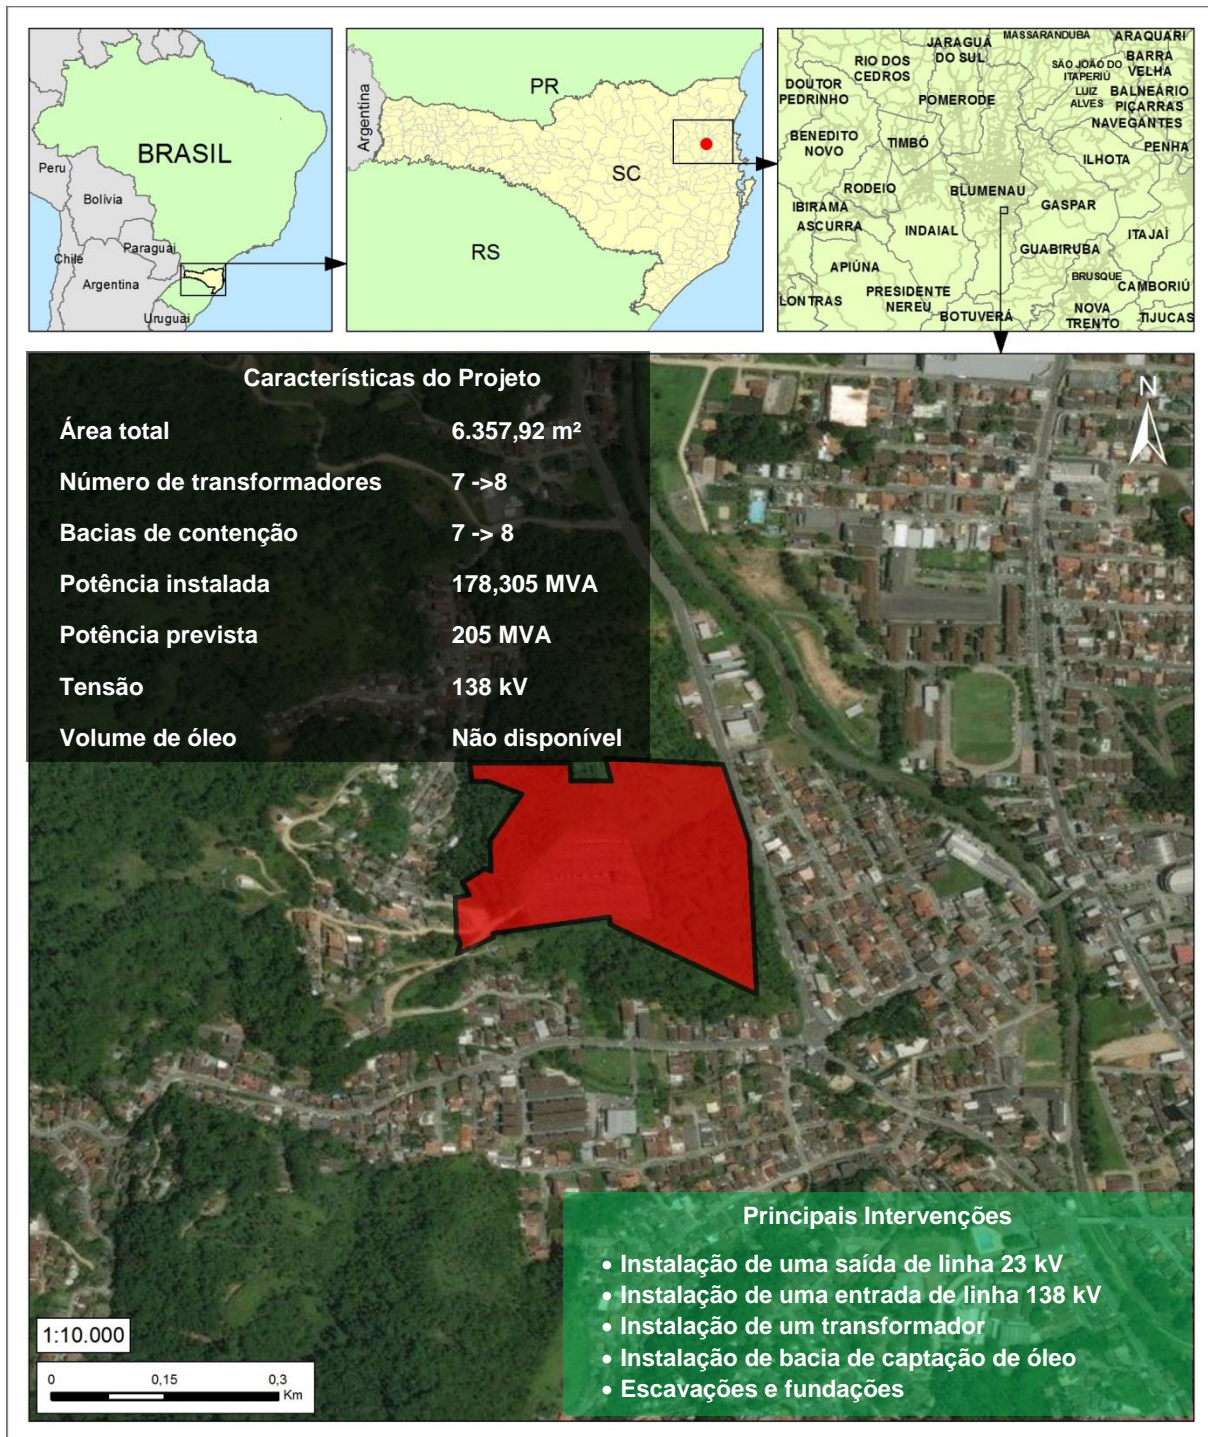 BRASIL
Peru
Bolívia
Paraguai
Chile
Argentina
Uruguai
Argentina
PR
SC
RS
MASSARANDUBA
ARAQUARI
JARAGUÁ
DO SUL
RIO DOS
CEDROS
SÃO JOÃO DO
ITAPERIÚ
BARRA
VELHA
DOUTOR
PEDRINHO
POMERODE
LUIZ
ALVES
BALNEÁRIO
PIÇARRAS
NAVEGANTES
BENEDITO
NOVO
TIMBÓ
PENHA
ILHOTA
RODEIO
BLUMENAU
GASPAR
IBIRAMA
ASCURRA
INDAIAL
ITAJAÍ
GUABIRUBA
APIÚNA
BRUSQUE
CAMBORIÚ
LONTRAS
PRESIDENTE
NEREU
BOTUVERÁ
NOVA
TRENTO
TIJUCAS
N
Características do Projeto
Área total 6.357,92 m²
Número de transformadores 7 ->8
Bacias de contenção 7 -> 8
Potência instalada 178,305 MVA
Potência prevista 205 MVA
Tensão 138 kV
Volume de óleo Não disponível
Principais Intervenções
• Instalação de uma saída de linha 23 kV
• Instalação de uma entrada de linha 138 kV
• Instalação de um transformador
• Instalação de bacia de captação de óleo
• Escavações e fundações
1:10.000
0 0,15 0,3
Km